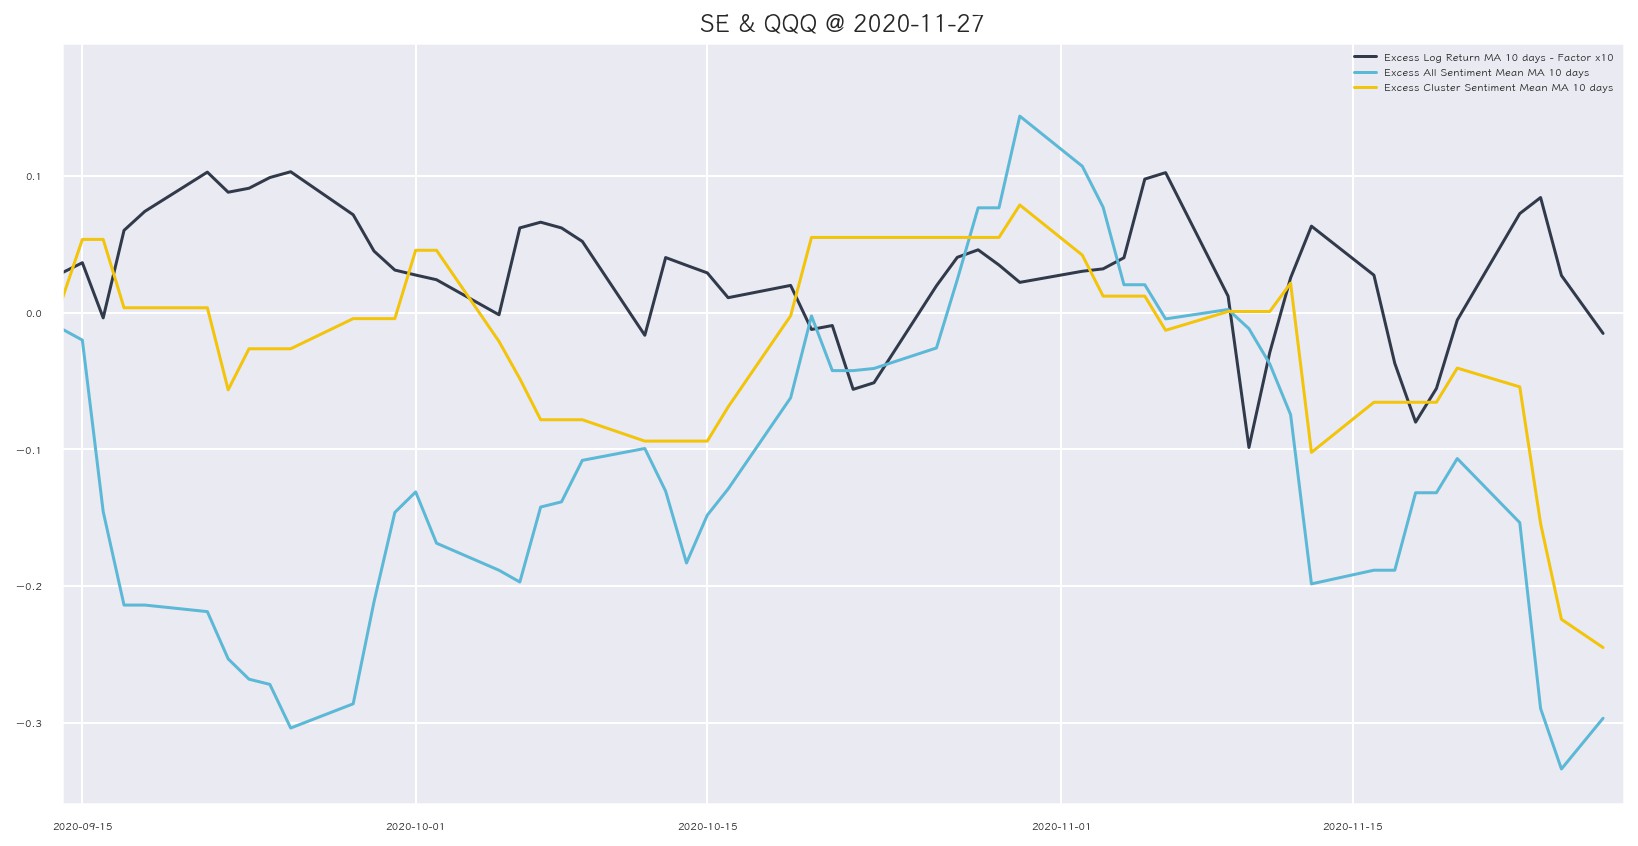 SE & QQQ @ 2020-11-27
Excess Log Return MA 10 days - Factor x10
Excess All Sentiment Mean MA 10 days
Excess Cluster Sentiment Mean MA 10 days
0.1
0.0
−0.1
−0.2
−0.3
2020-09-15
2020-10-01
2020-10-15
2020-11-01
2020-11-15